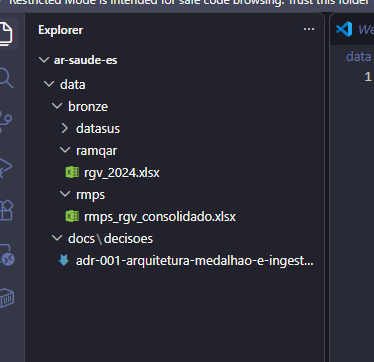 Restricted Mode is intended for safe code browsing. Trust this folder
Explorer
ar-saude-es
data
bronze
datasus
ramqar
rgv_2024.xlsx
rmps
rmps_rgv_consolidado.xlsx
docs\decisoes
adr-001-arquitetura-medalhao-e-ingest...
We
data
1